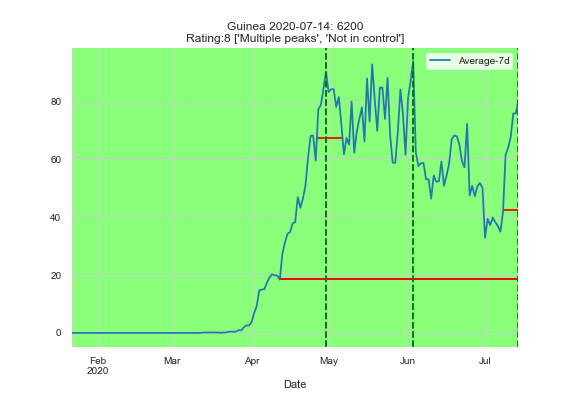 Guinea 2020-07-14: 6200
Rating:8 ['Multiple peaks', 'Not in control']
Average-7d
80
60
40
20
0
Feb
2020
Mar
Apr
May
Jun
Jul
Date